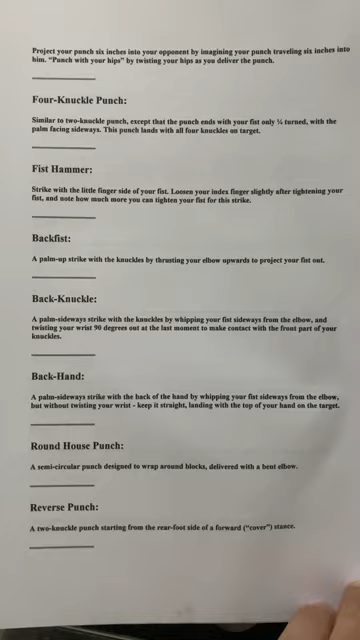 Project your punch six inches into your opponent by imagining your punch traveling six inches into
him. “Punch with your hips” by twisting your hips as you deliver the punch.
Four-Knuckle Punch:
Similar to two-knuckle punch, except that the punch ends with your fist only ¾ turned, with the
palm facing sideways. This punch lands with all four knuckles on target.
Fist Hammer:
Strike with the little finger side of your fist. Loosen your index finger slightly after tightening your
fist, and note how much more you can tighten your fist for this strike.
Backfist:
A palm-up strike with the knuckles by thrusting your elbow upwards to project your fist out.
Back-Knuckle:
A palm-sideways strike with the knuckles by whipping your fist sideways from the elbow, and
twisting your wrist 90 degrees out at the last moment to make contact with the front part of your
knuckles.
Back-Hand:
A palm-sideways strike with the back of the hand by whipping your fist sideways from the elbow,
but without twisting your wrist - keep it straight, landing with the top of your hand on the target.
Round House Punch:
A semi-circular punch designed to wrap around blocks, delivered with a bent elbow.
Reverse Punch:
A two-knuckle punch starting from the rear-foot side of a forward (“cover”) stance.